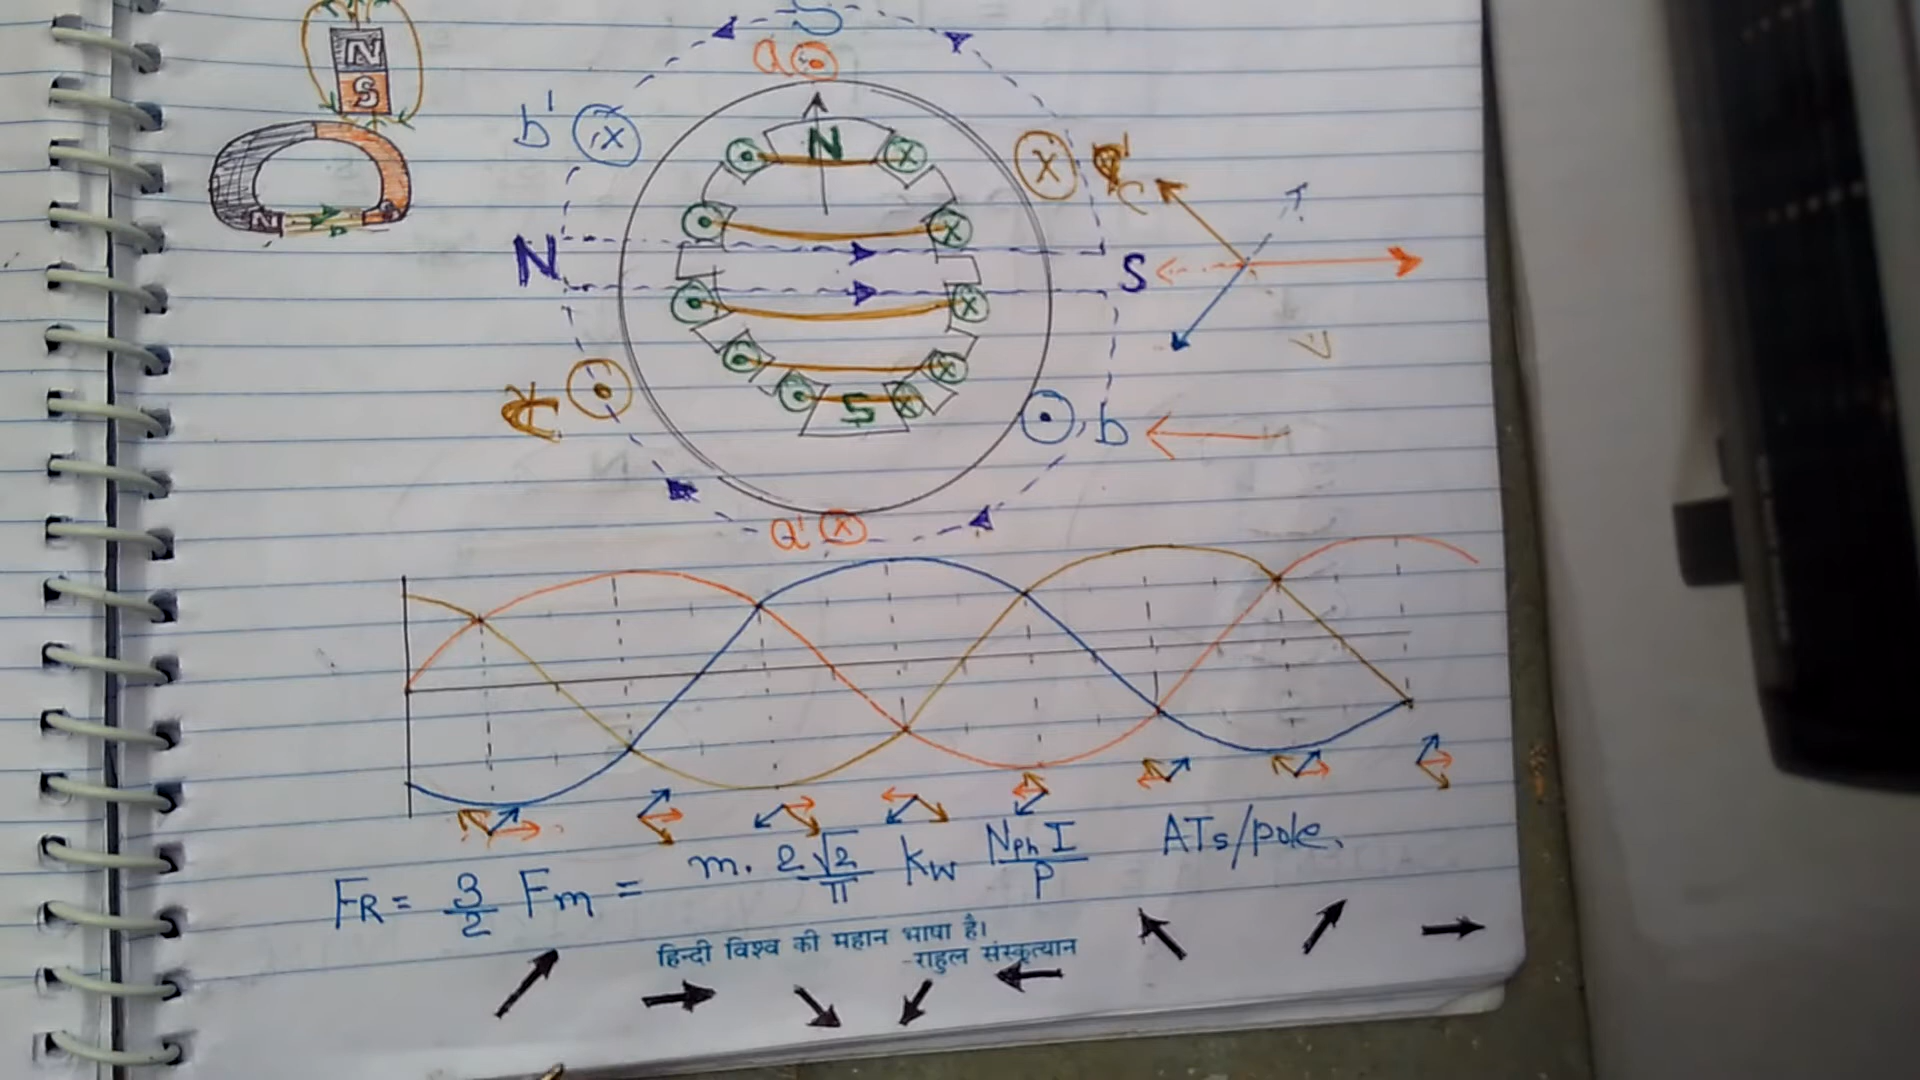 N
S
S
a
b'
N
c'
N
N
S
S
b
a'
FR = 3/2 Fm = m. 2√2/π Kw Nph I/P ATs/pole.
हिन्दी विश्व की महान भाषा है।
-राहुल संस्कृत्यान